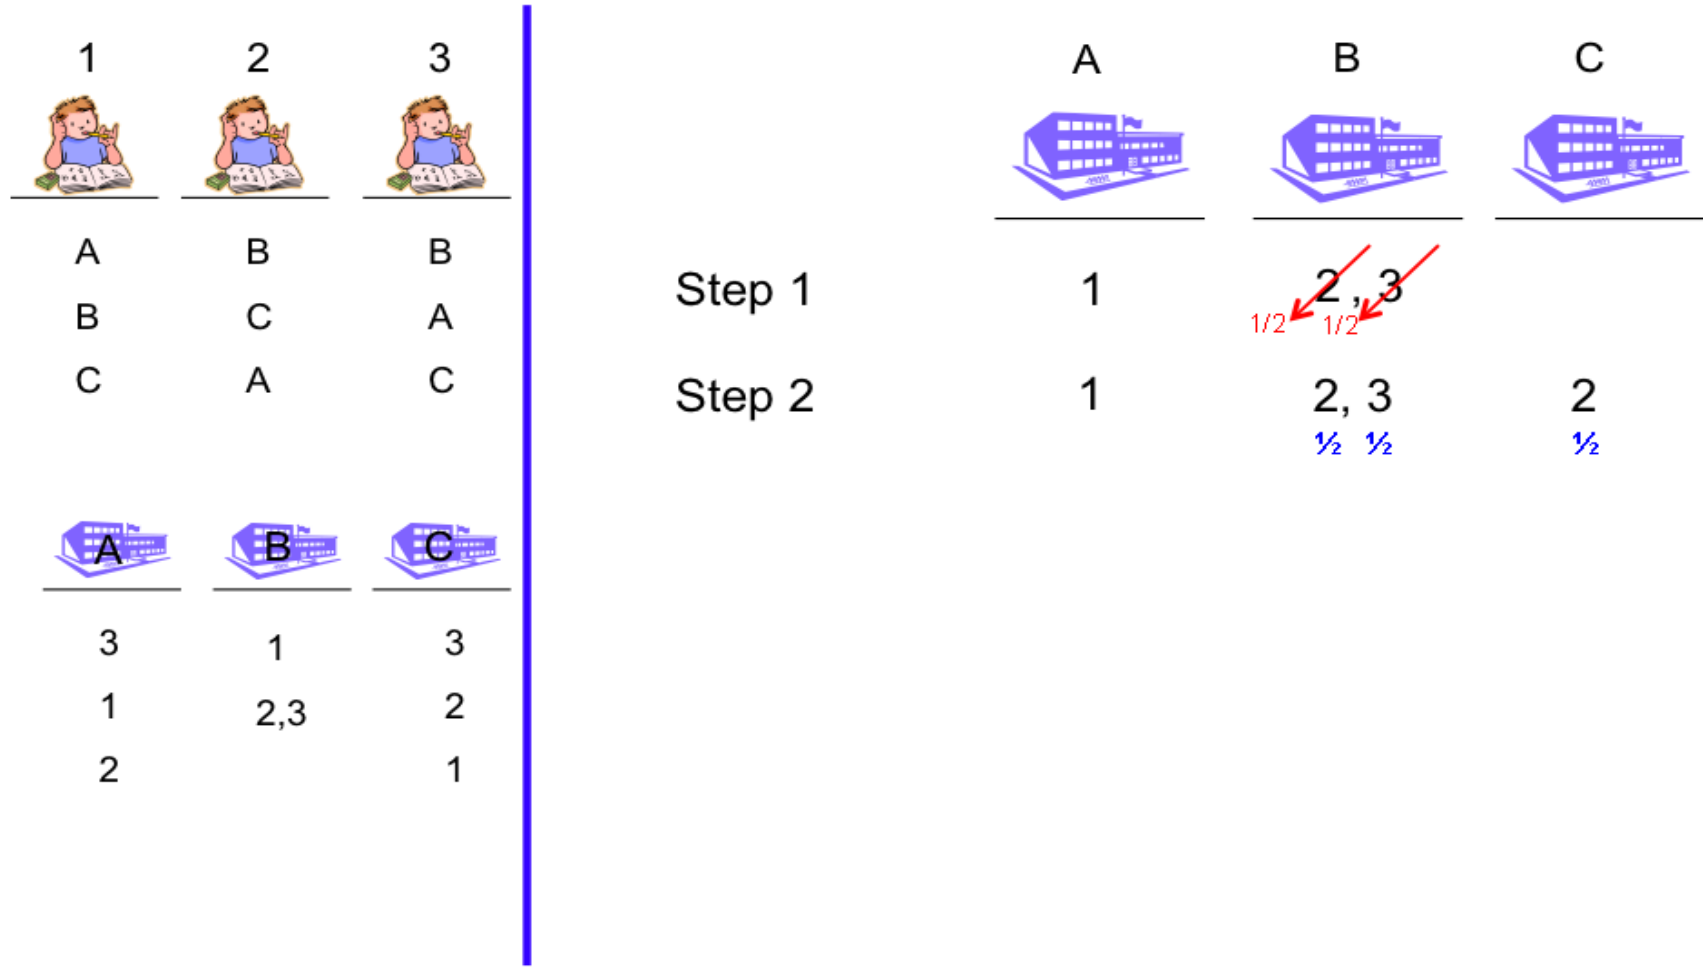 1 2 3
A B B
B C A
C A C
A B C
3 1 3
1 2,3 2
2 1
A B C
Step 1 1 2 , 3
1/2 1/2
Step 2 1 2, 3 2
½ ½ ½